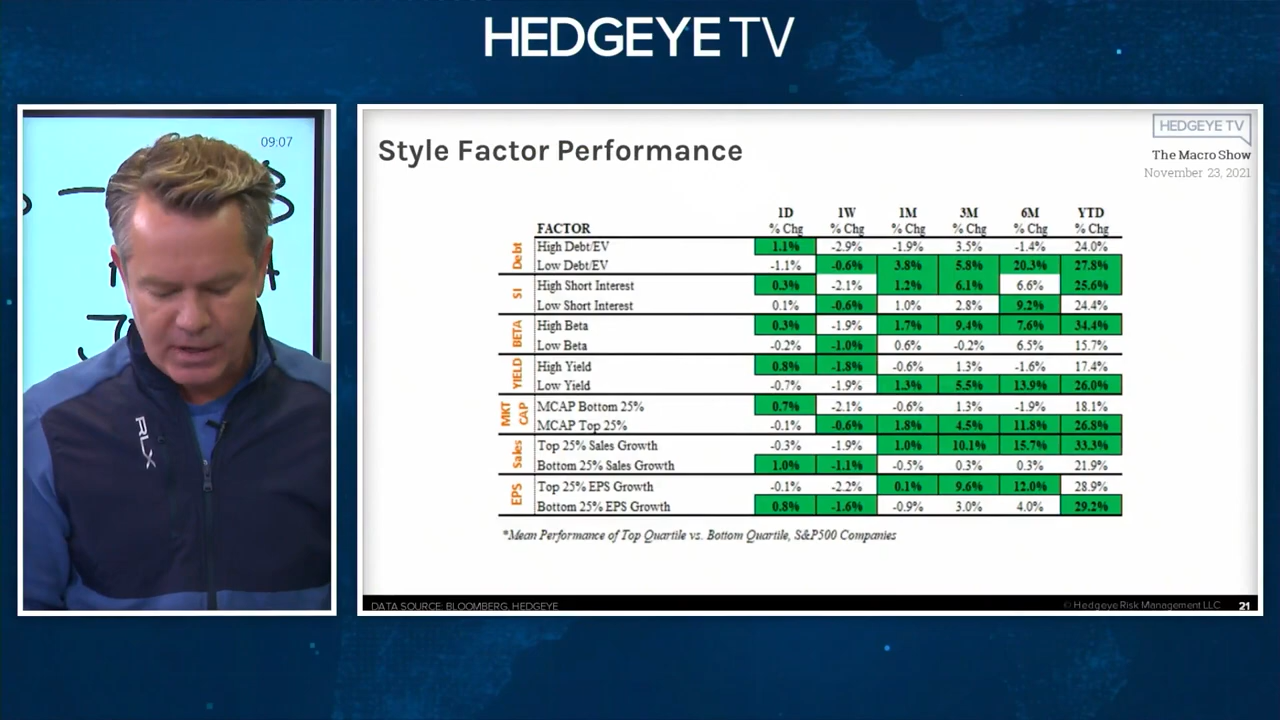 HEDGEYE TV
09:07
RLX
HEDGEYE TV
Style Factor Performance
The Macro Show
November 23, 2021
1D 1W 1M 3M 6M YTD
FACTOR % Chg % Chg % Chg % Chg % Chg % Chg
Debt
High Debt/EV 1.1% -2.9% -1.9% 3.5% -1.4% 24.0%
Low Debt/EV -1.1% -0.6% 3.8% 5.8% 20.3% 27.8%
SI
High Short Interest 0.3% -2.1% 1.2% 6.1% 6.6% 25.6%
Low Short Interest 0.1% -0.6% 1.0% 2.8% 9.2% 24.4%
BETA
High Beta 0.3% -1.9% 1.7% 9.4% 7.6% 34.4%
Low Beta -0.2% -1.0% 0.6% -0.2% 6.5% 15.7%
YIELD
High Yield 0.8% -1.8% -0.6% 1.3% -1.6% 17.4%
Low Yield -0.7% -1.9% 1.3% 5.5% 13.9% 26.0%
MKT CAP
MCAP Bottom 25% 0.7% -2.1% -0.6% 1.3% -1.9% 18.1%
MCAP Top 25% -0.1% -0.6% 1.8% 4.5% 11.8% 26.8%
Sales
Top 25% Sales Growth -0.3% -1.9% 1.0% 10.1% 15.7% 33.3%
Bottom 25% Sales Growth 1.0% -1.1% -0.5% 0.3% 0.3% 21.9%
EPS
Top 25% EPS Growth -0.1% -2.2% 0.1% 9.6% 12.0% 28.9%
Bottom 25% EPS Growth 0.8% -1.6% -0.9% 3.0% 4.0% 29.2%
*Mean Performance of Top Quartile vs. Bottom Quartile, S&P500 Companies
DATA SOURCE: BLOOMBERG, HEDGEYE
© Hedgeye Risk Management LLC 21